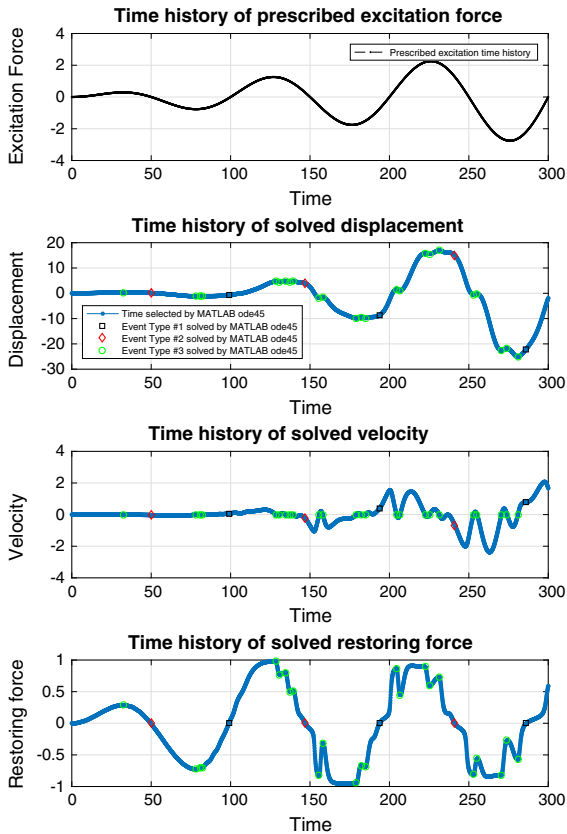 Time history of prescribed excitation force
Excitation Force
4
2
0
-2
-4
Prescribed excitation time history
0 50 100 150 200 250 300
Time
Time history of solved displacement
Displacement
20
10
0
-10
-20
-30
Time selected by MATLAB ode45
Event Type #1 solved by MATLAB ode45
Event Type #2 solved by MATLAB ode45
Event Type #3 solved by MATLAB ode45
0 50 100 150 200 250 300
Time
Time history of solved velocity
Velocity
4
2
0
-2
-4
0 50 100 150 200 250 300
Time
Time history of solved restoring force
Restoring force
1
0.5
0
-0.5
-1
0 50 100 150 200 250 300
Time